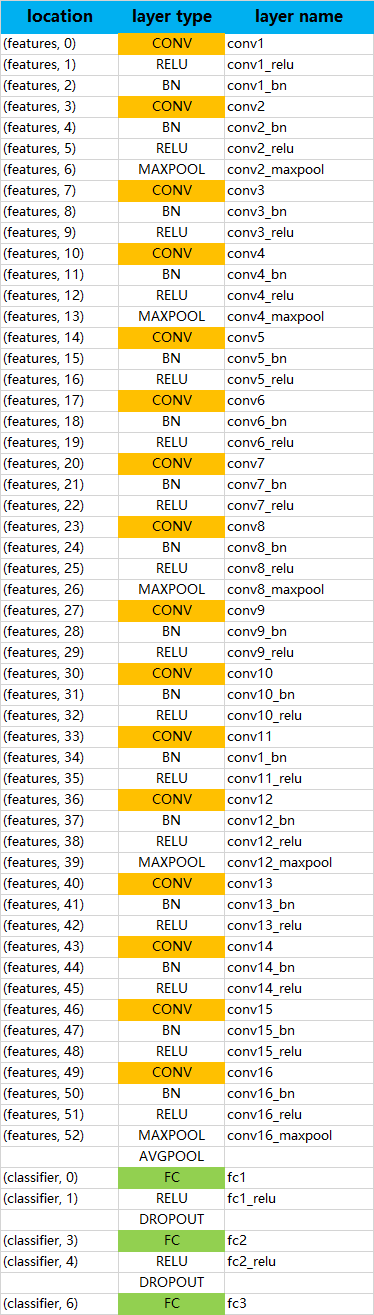 location layer type layer name
(features, 0) CONV conv1
(features, 1) RELU conv1_relu
(features, 2) BN conv1_bn
(features, 3) CONV conv2
(features, 4) BN conv2_bn
(features, 5) RELU conv2_relu
(features, 6) MAXPOOL conv2_maxpool
(features, 7) CONV conv3
(features, 8) BN conv3_bn
(features, 9) RELU conv3_relu
(features, 10) CONV conv4
(features, 11) BN conv4_bn
(features, 12) RELU conv4_relu
(features, 13) MAXPOOL conv4_maxpool
(features, 14) CONV conv5
(features, 15) BN conv5_bn
(features, 16) RELU conv5_relu
(features, 17) CONV conv6
(features, 18) BN conv6_bn
(features, 19) RELU conv6_relu
(features, 20) CONV conv7
(features, 21) BN conv7_bn
(features, 22) RELU conv7_relu
(features, 23) CONV conv8
(features, 24) BN conv8_bn
(features, 25) RELU conv8_relu
(features, 26) MAXPOOL conv8_maxpool
(features, 27) CONV conv9
(features, 28) BN conv9_bn
(features, 29) RELU conv9_relu
(features, 30) CONV conv10
(features, 31) BN conv10_bn
(features, 32) RELU conv10_relu
(features, 33) CONV conv11
(features, 34) BN conv1_bn
(features, 35) RELU conv11_relu
(features, 36) CONV conv12
(features, 37) BN conv12_bn
(features, 38) RELU conv12_relu
(features, 39) MAXPOOL conv12_maxpool
(features, 40) CONV conv13
(features, 41) BN conv13_bn
(features, 42) RELU conv13_relu
(features, 43) CONV conv14
(features, 44) BN conv14_bn
(features, 45) RELU conv14_relu
(features, 46) CONV conv15
(features, 47) BN conv15_bn
(features, 48) RELU conv15_relu
(features, 49) CONV conv16
(features, 50) BN conv16_bn
(features, 51) RELU conv16_relu
(features, 52) MAXPOOL conv16_maxpool
AVGPOOL
(classifier, 0) FC fc1
(classifier, 1) RELU fc1_relu
DROPOUT
(classifier, 3) FC fc2
(classifier, 4) RELU fc2_relu
DROPOUT
(classifier, 6) FC fc3